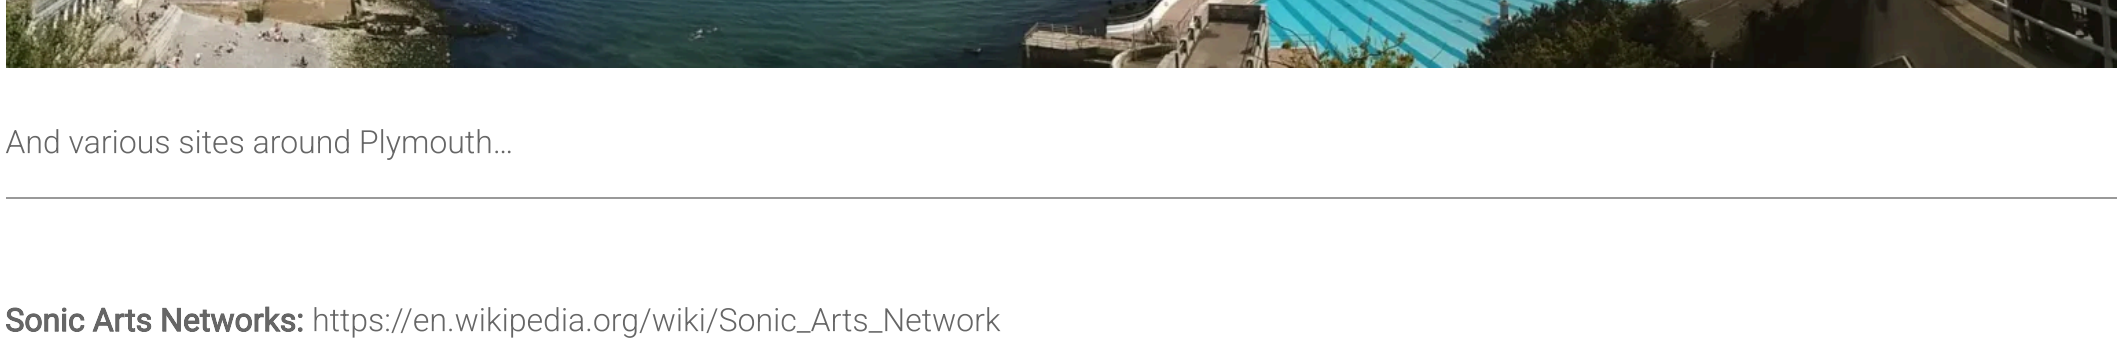 And various sites around Plymouth...
Sonic Arts Networks: https://en.wikipedia.org/wiki/Sonic_Arts_Network